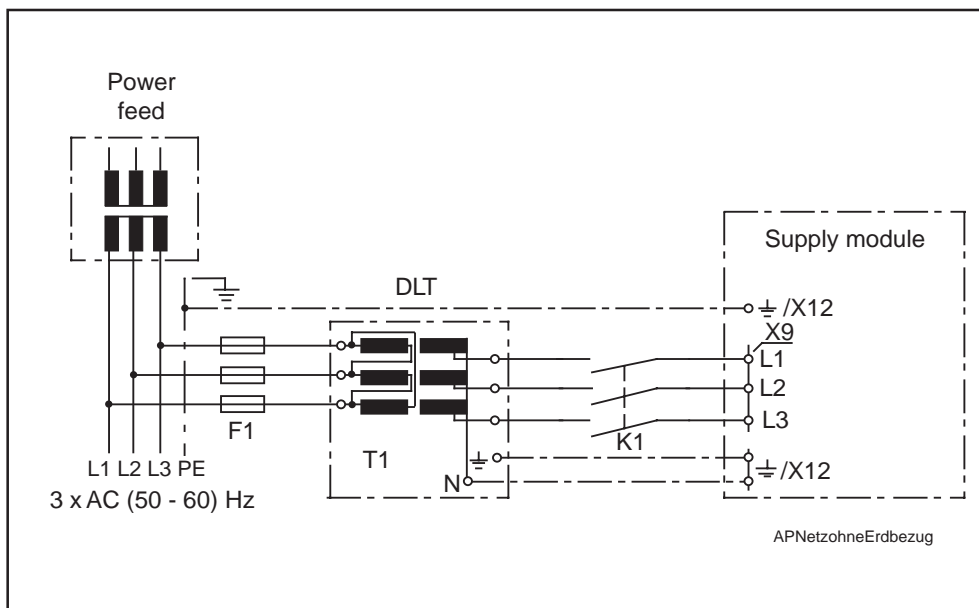 Power
feed
Supply module
DLT
/X12
X9
L1
L2
L3
F1
T1
K1
L1 L2 L3 PE
N
/X12
3 x AC (50 - 60) Hz
APNetzohneErdbezug